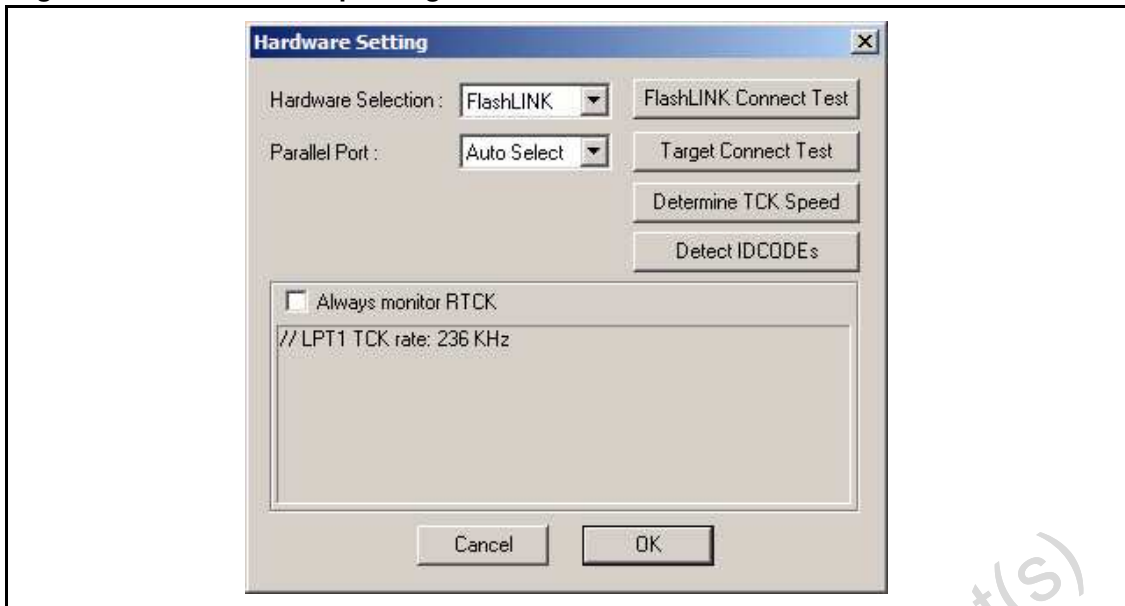 Hardware Setting
Hardware Selection : FlashLINK FlashLINK Connect Test
Parallel Port : Auto Select Target Connect Test
Determine TCK Speed
Detect IDCODEs
Always monitor RTCK
// LPT1 TCK rate: 236 KHz
Cancel OK
t(s)